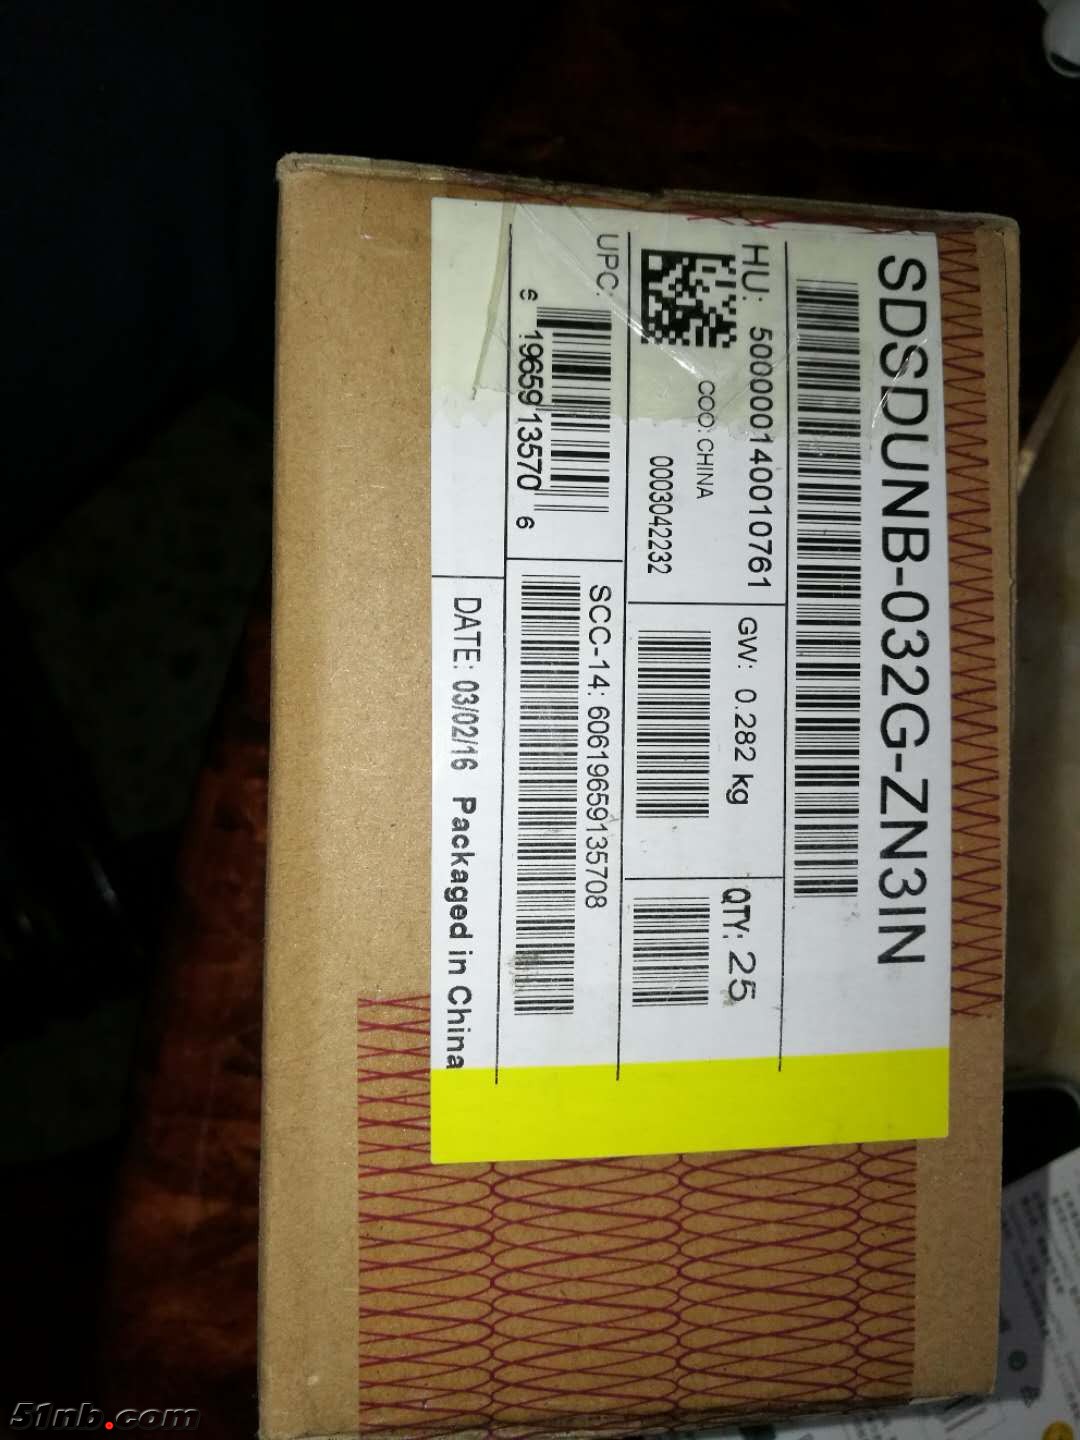 SDSDUNB-032G-ZN3IN
HU: 500000140010761
COO: CHINA
0003042232
GW: 0.282 kg
QTY: 25
UPC:
6 19659 13570 6
SCC-14: 60619659135708
DATE: 03/02/16 Packaged in China
51nb.com